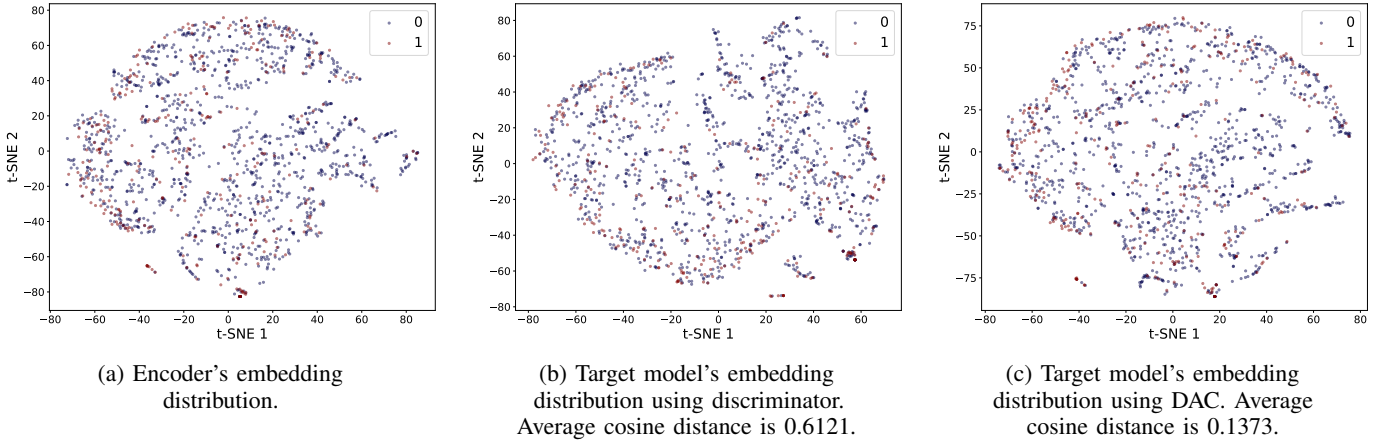 80
60
40
20
0
−20
−40
−60
−80
t-SNE 2
−80 −60 −40 −20 0 20 40 60 80
t-SNE 1
0
1
(a) Encoder's embedding
distribution.
80
60
40
20
0
−20
−40
−60
−80
t-SNE 2
−80 −60 −40 −20 0 20 40 60
t-SNE 1
0
1
(b) Target model's embedding
distribution using discriminator.
Average cosine distance is 0.6121.
75
50
25
0
−25
−50
−75
t-SNE 2
−80 −60 −40 −20 0 20 40 60 80
t-SNE 1
0
1
(c) Target model's embedding
distribution using DAC. Average
cosine distance is 0.1373.